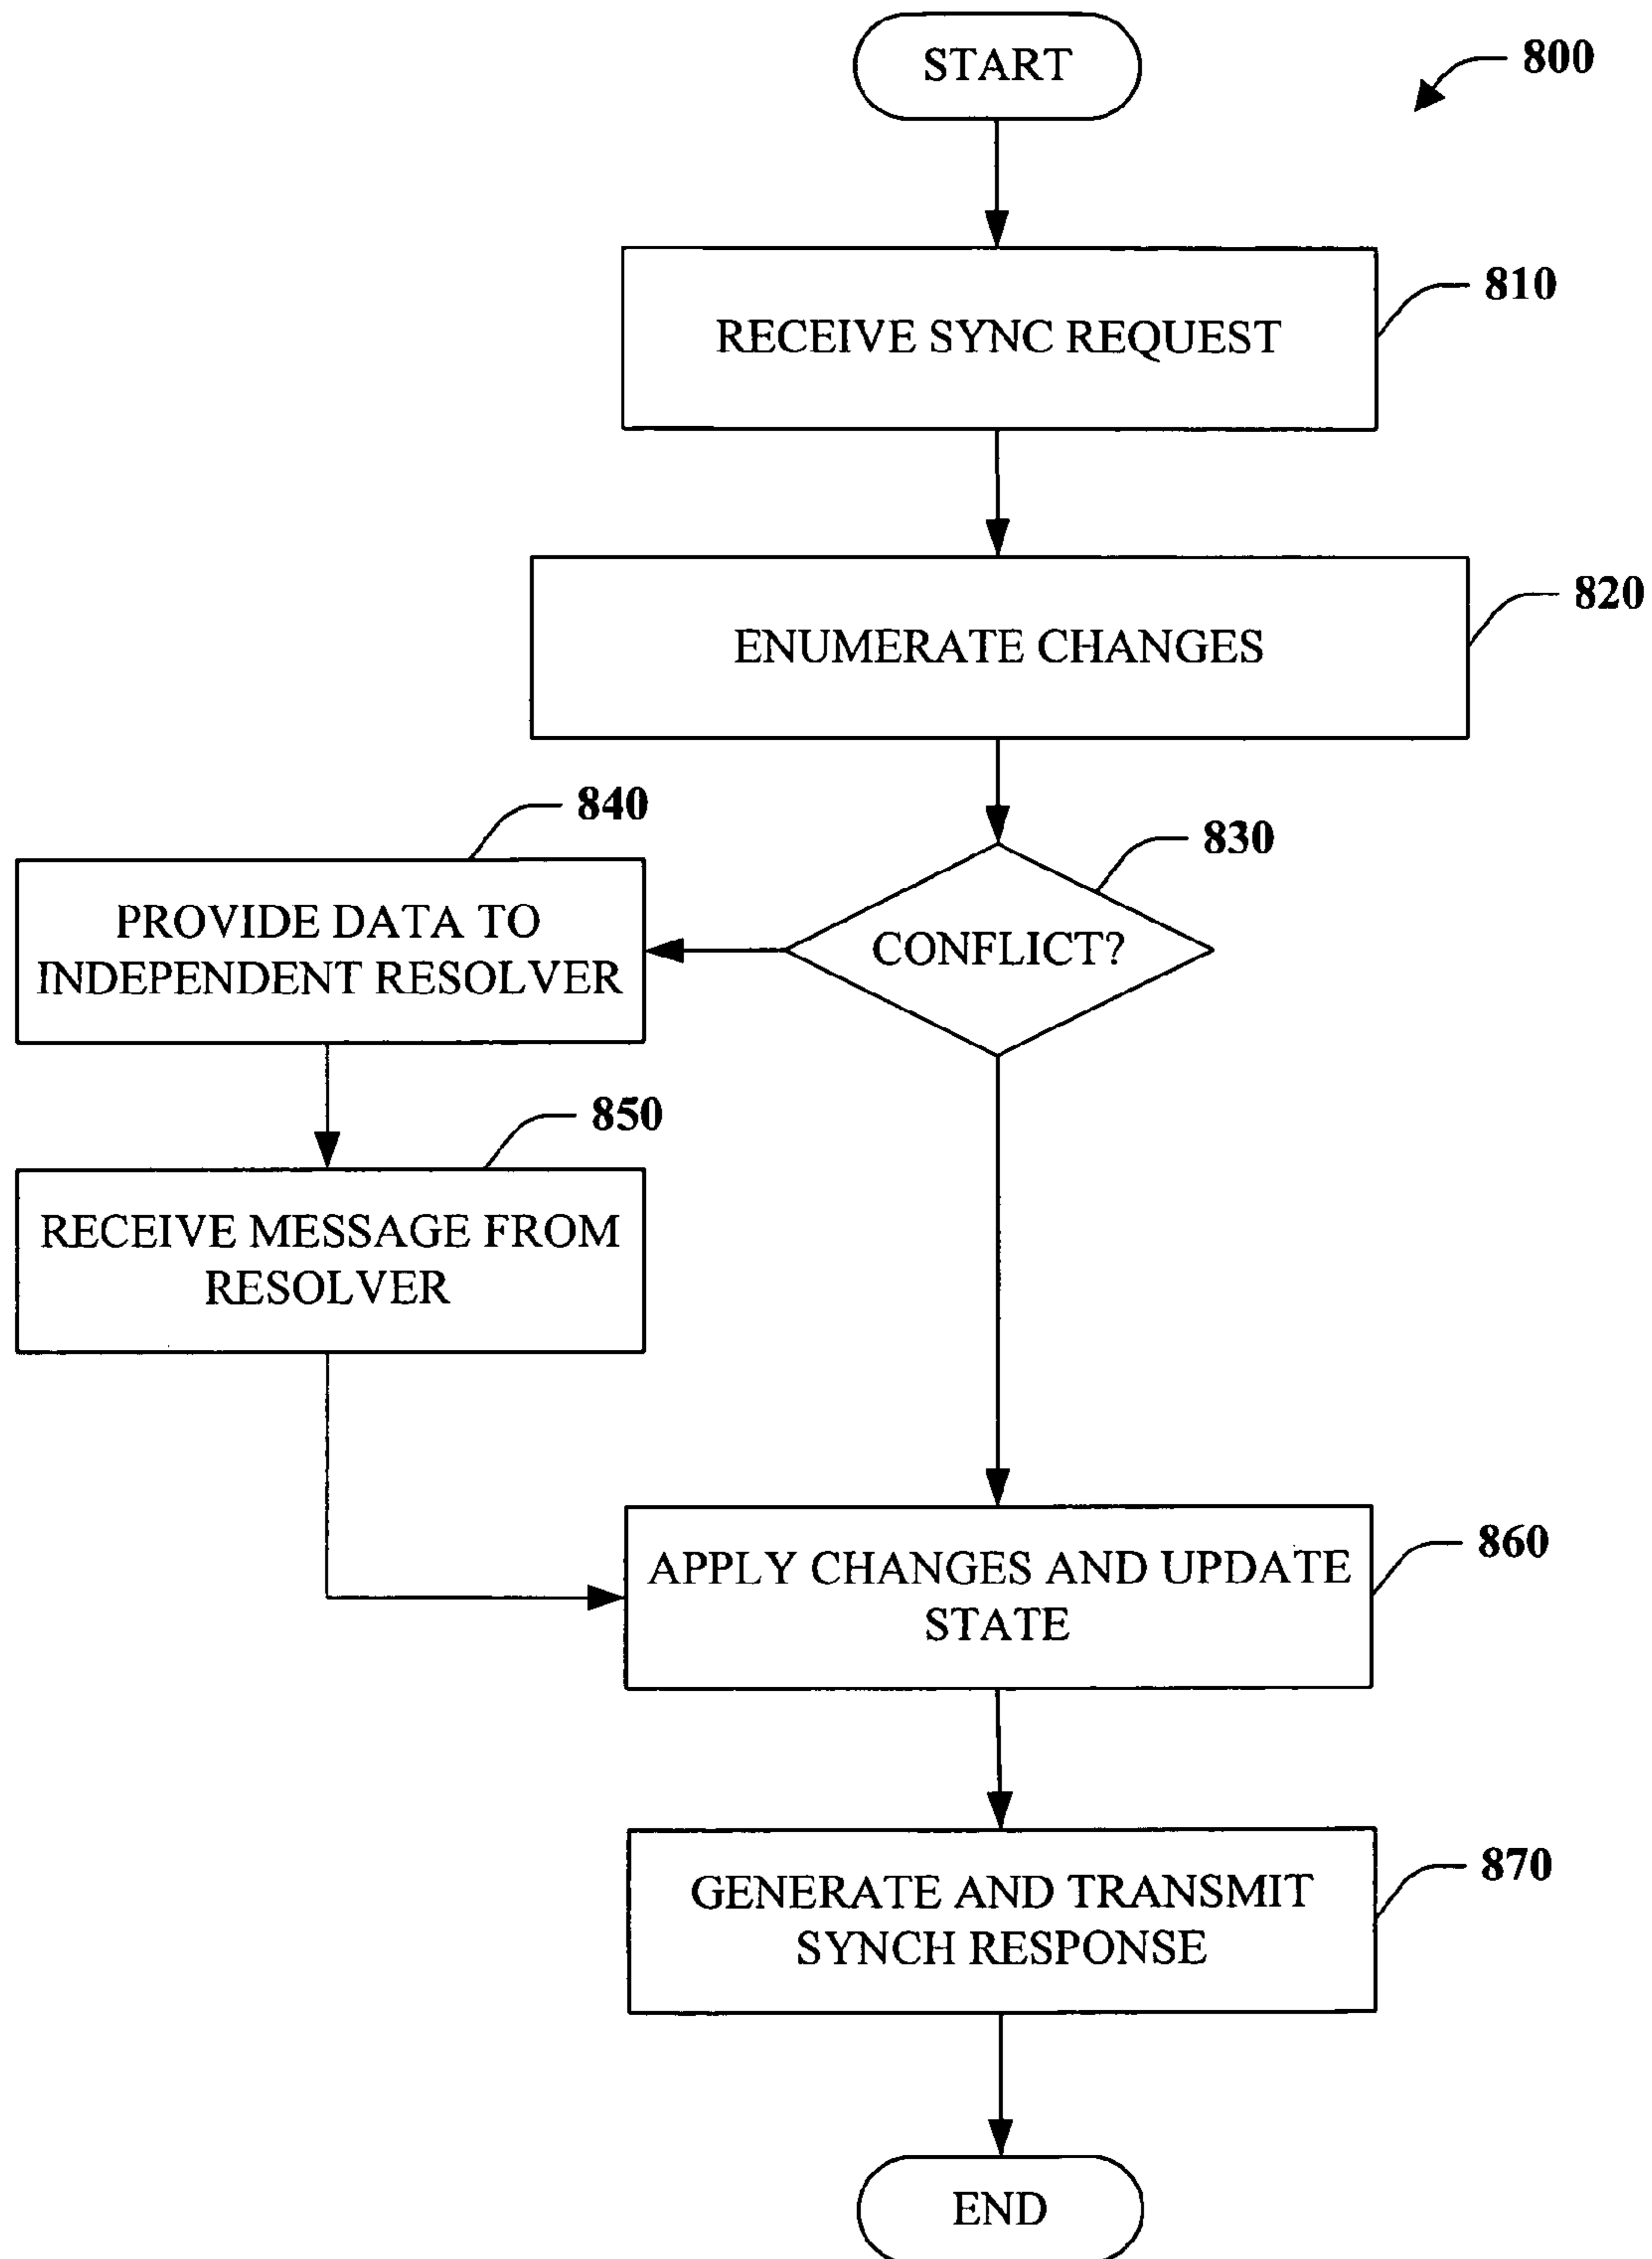 START
800
RECEIVE SYNC REQUEST
810
ENUMERATE CHANGES
820
840
830
PROVIDE DATA TO
INDEPENDENT RESOLVER
CONFLICT?
850
RECEIVE MESSAGE FROM
RESOLVER
860
APPLY CHANGES AND UPDATE
STATE
870
GENERATE AND TRANSMIT
SYNCH RESPONSE
END